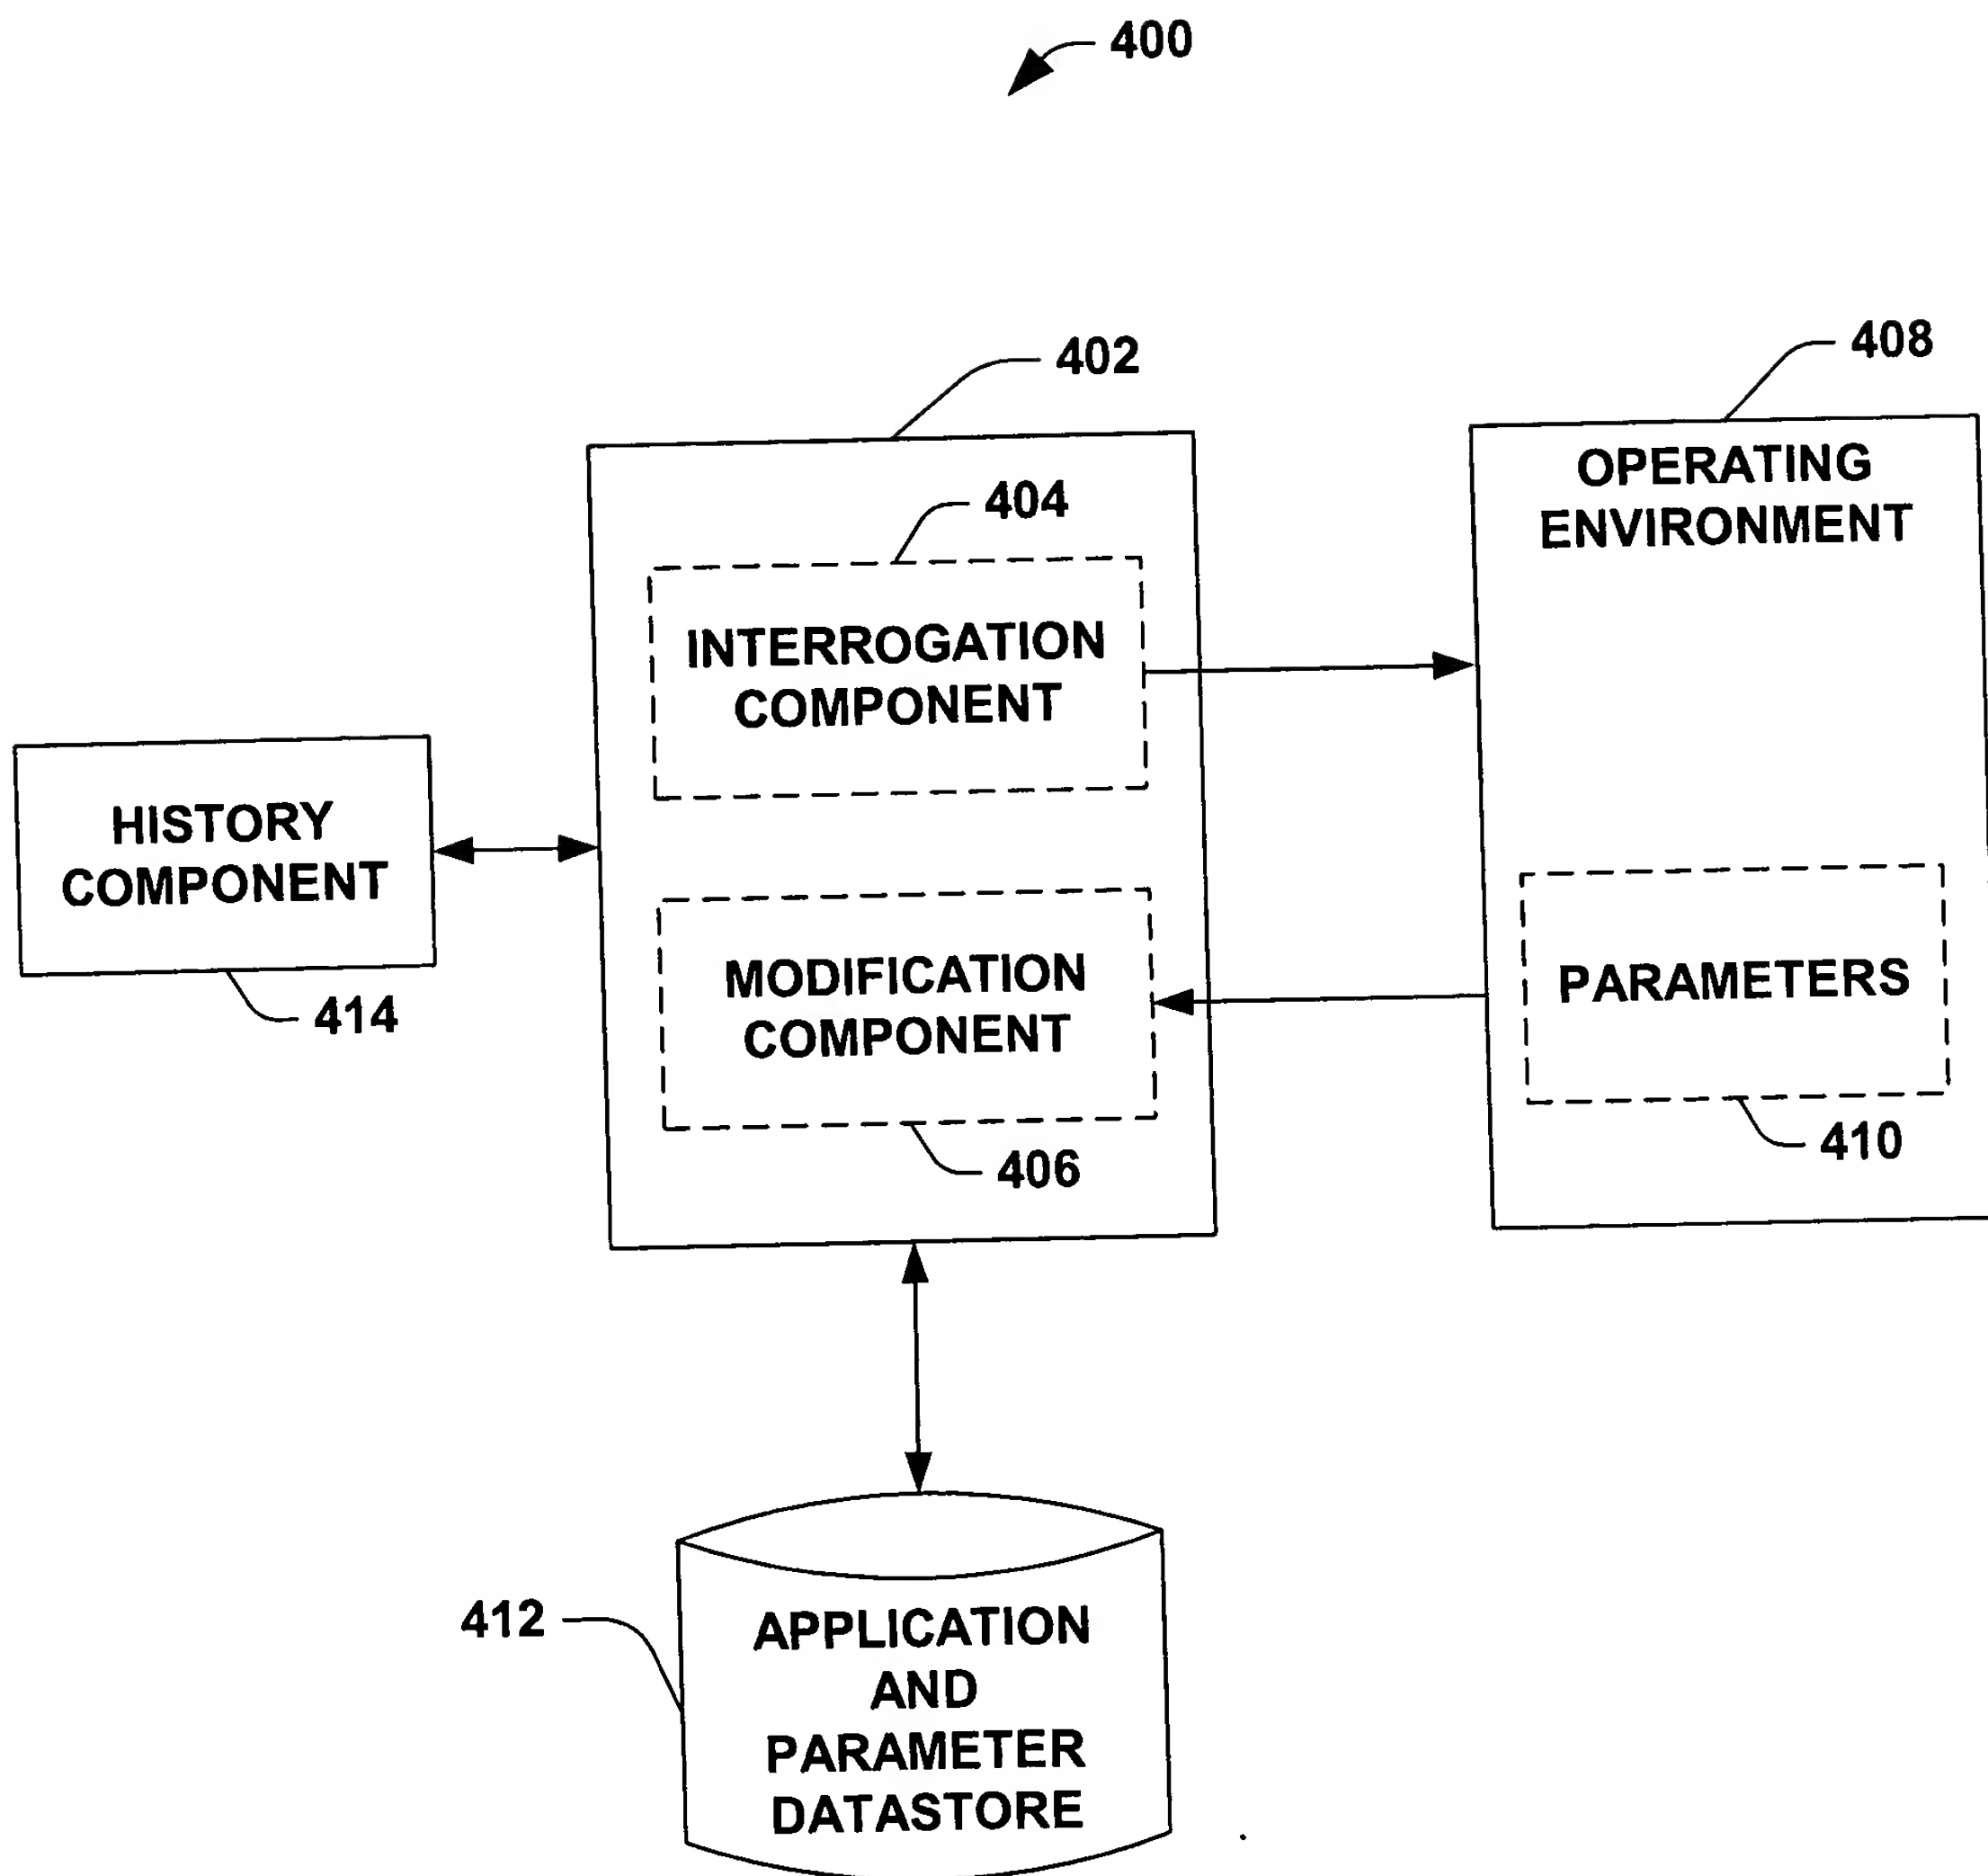 400
402
408
OPERATING
ENVIRONMENT
404
INTERROGATION
COMPONENT
HISTORY
COMPONENT
414
MODIFICATION
COMPONENT
406
PARAMETERS
410
412
APPLICATION
AND
PARAMETER
DATASTORE